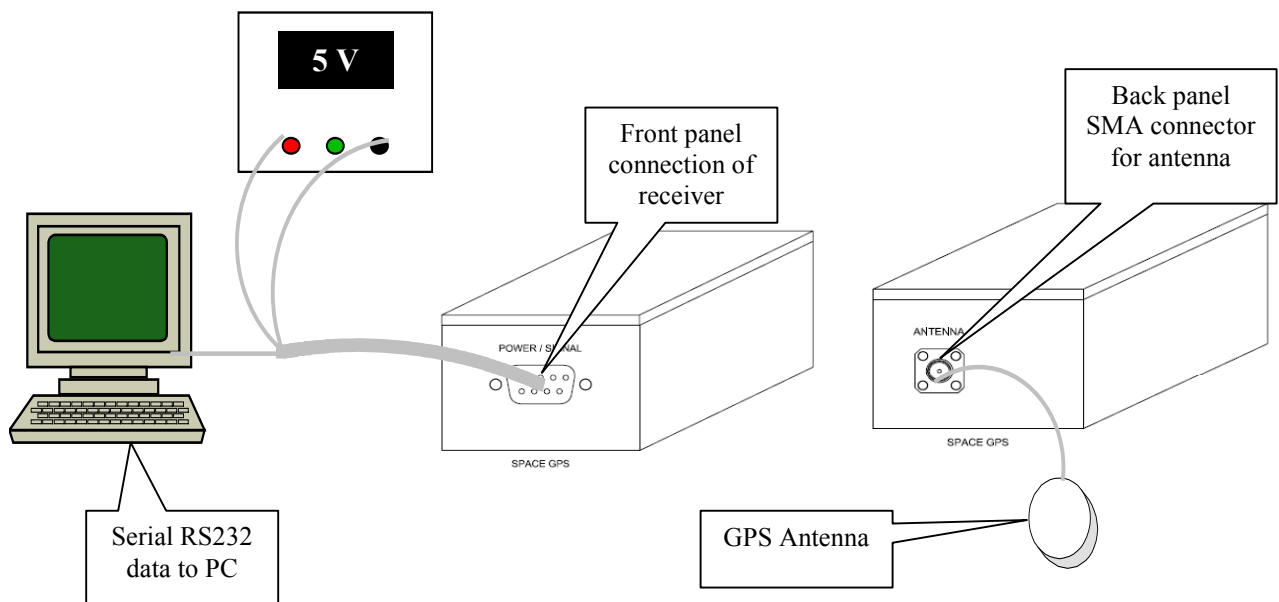 5 V
Front panel
connection of
receiver
Back panel
SMA connector
for antenna
POWER / SIGNAL
SPACE GPS
ANTENNA
SPACE GPS
Serial RS232
data to PC
GPS Antenna